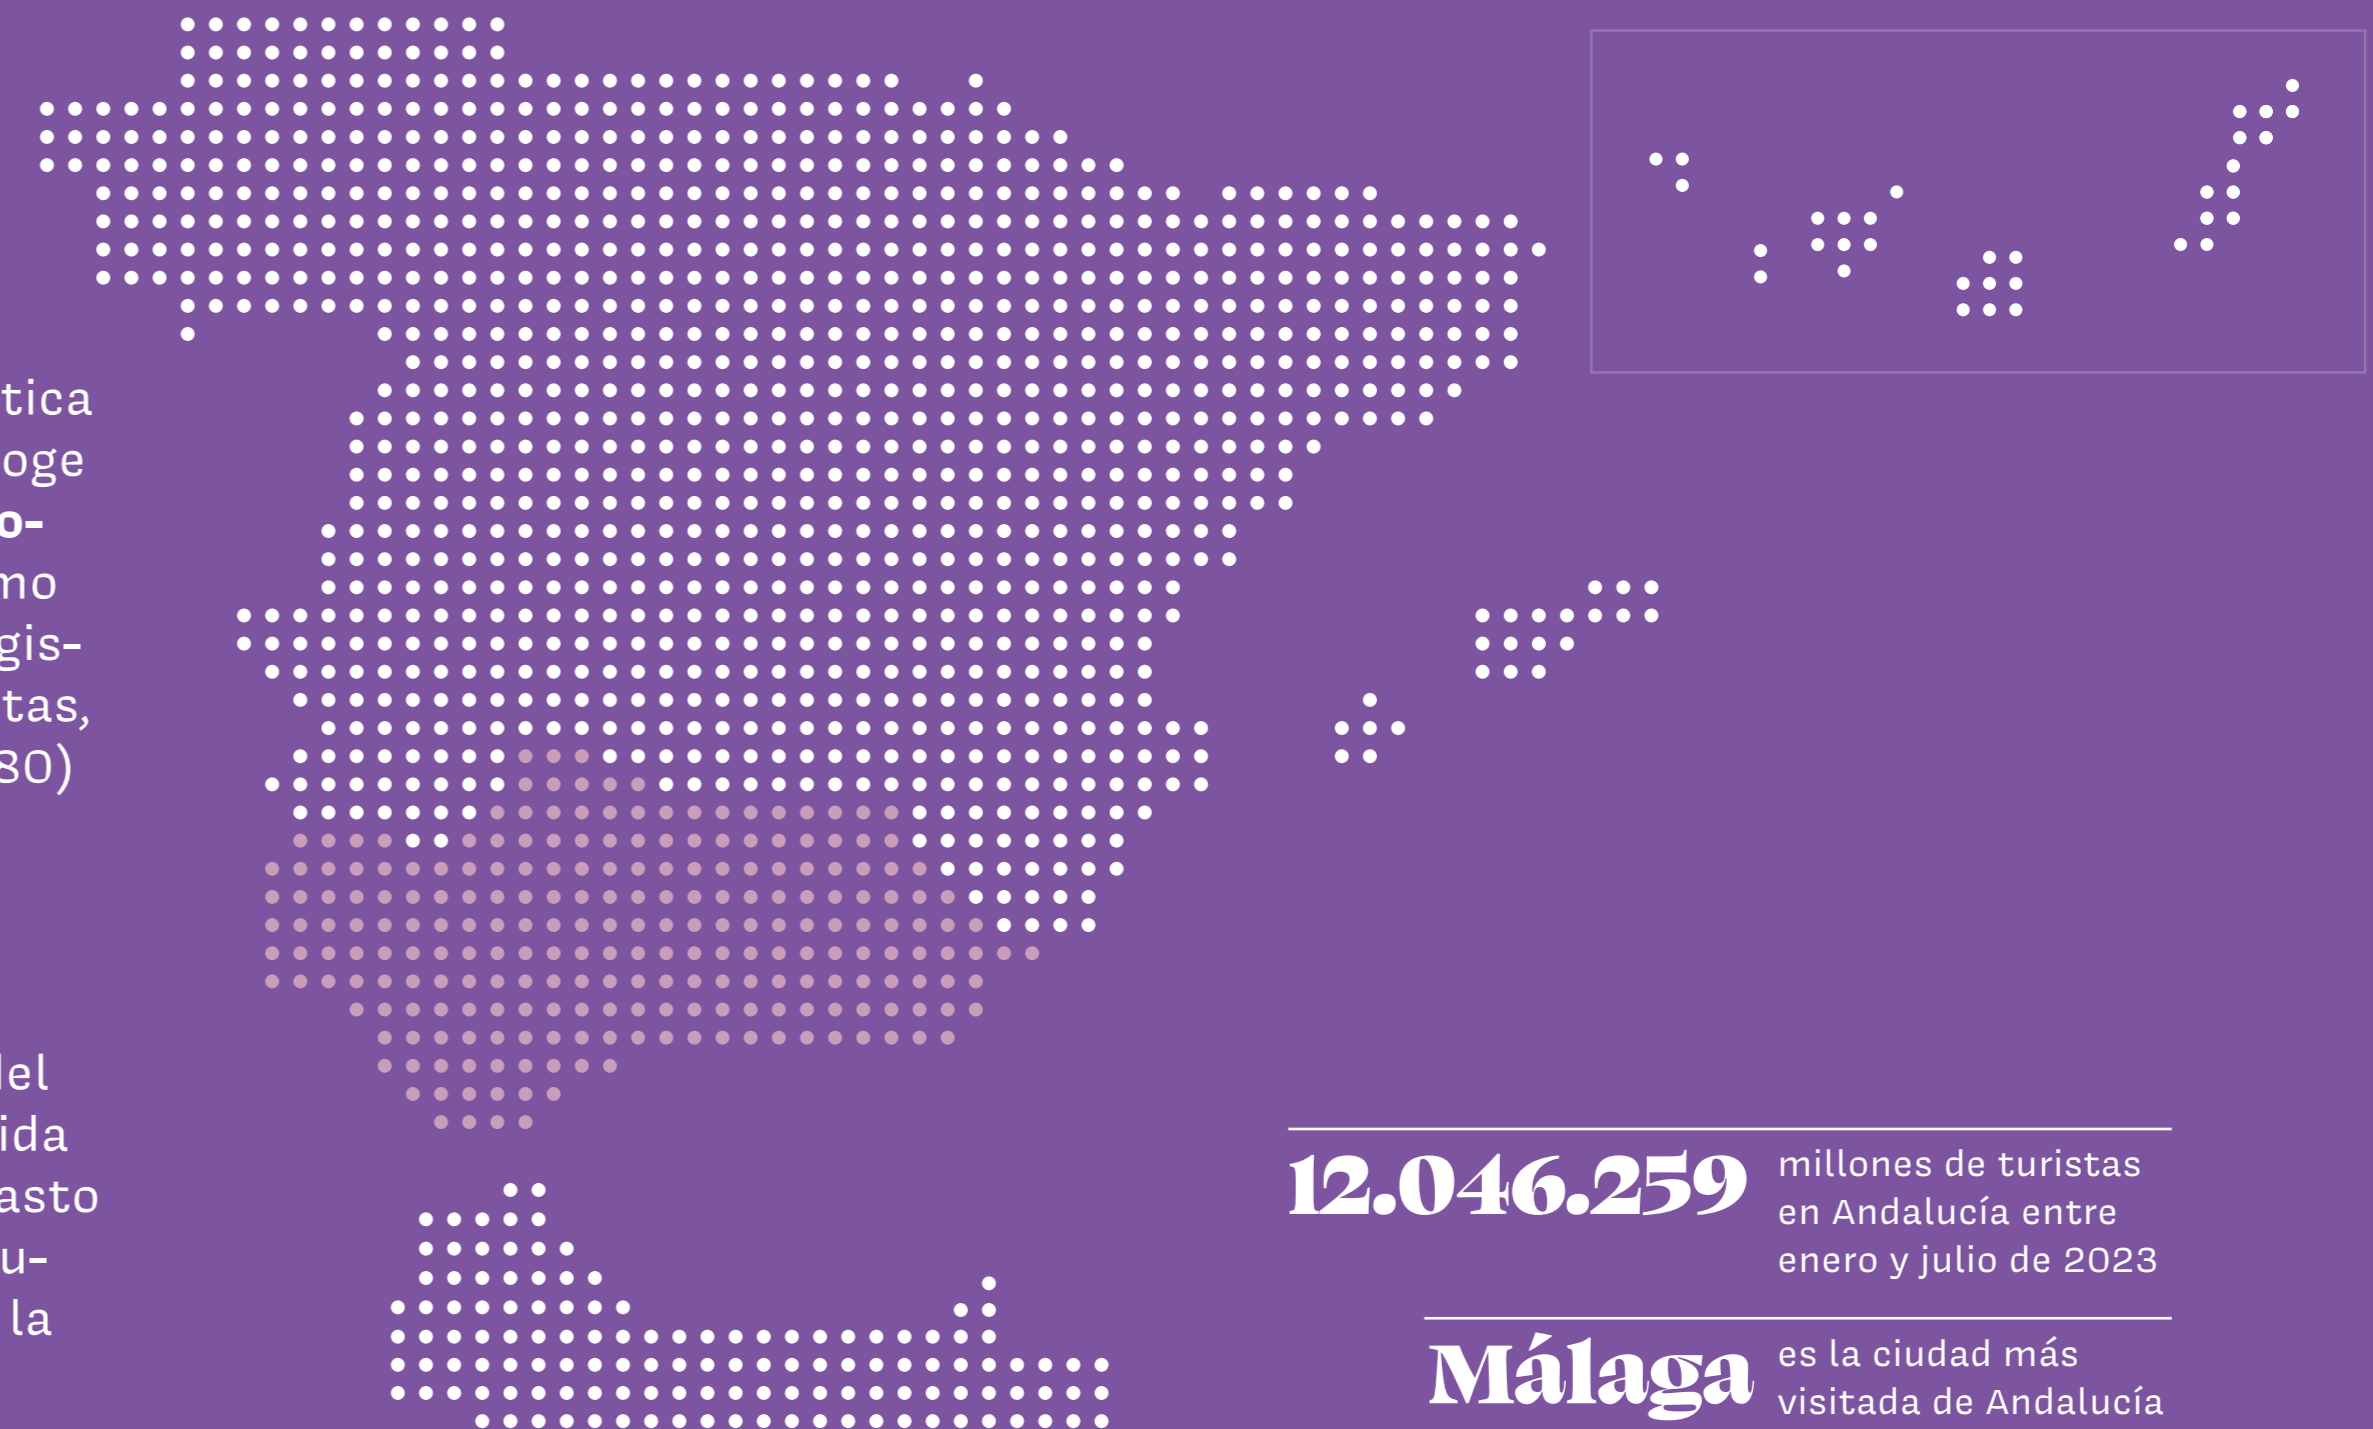 tica
oge
o-
mo
gis-
tas,
80)
del
ida
asto
u-
la
12.046.259
millones de turistas
en Andalucía entre
enero y julio de 2023
Málaga
es la ciudad más
visitada de Andalucía